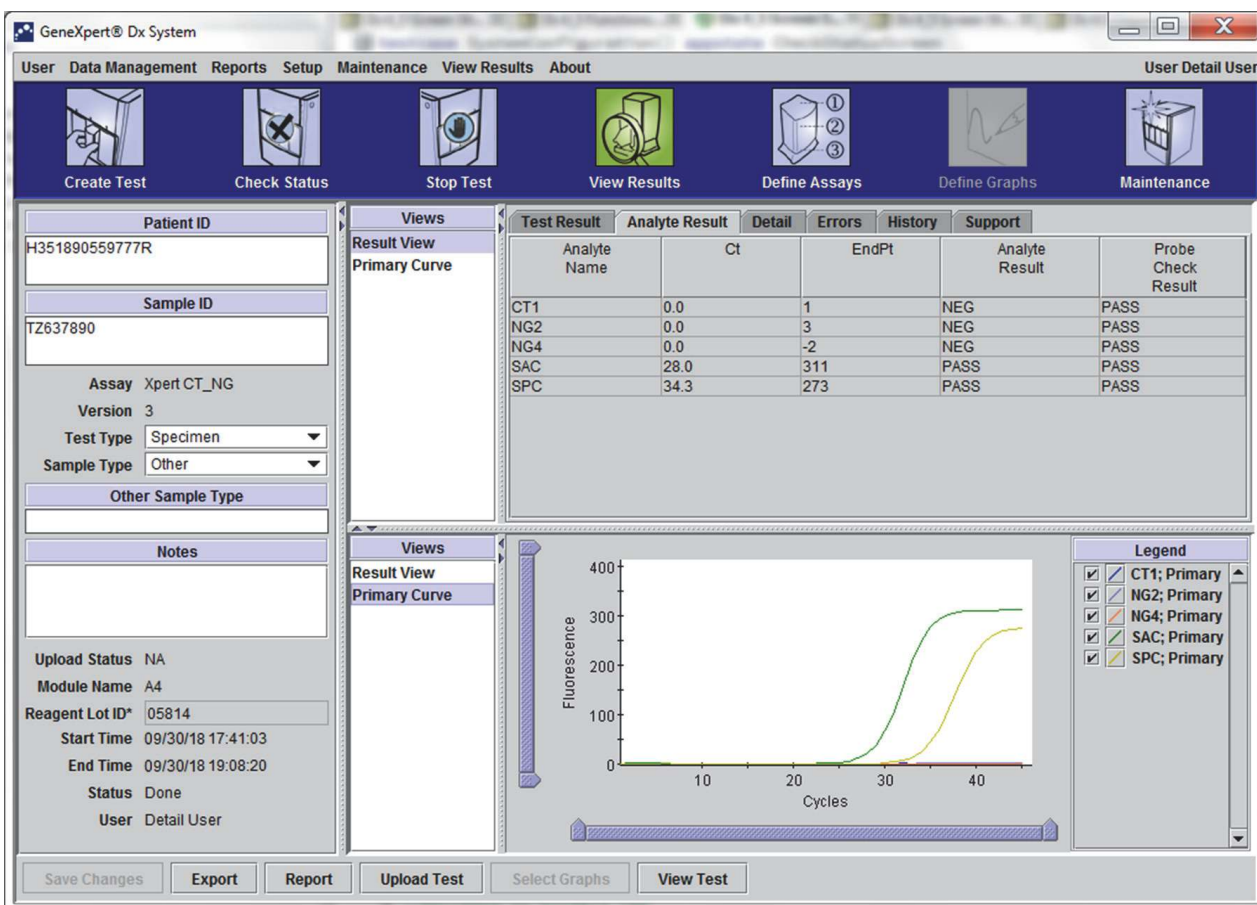 GeneXpert® Dx System
User Data Management Reports Setup Maintenance View Results About User Detail User
Create Test Check Status Stop Test View Results Define Assays Define Graphs Maintenance
① ② ③
Patient ID
H351890559777R
Sample ID
TZ637890
Assay Xpert CT_NG
Version 3
Test Type Specimen
Sample Type Other
Other Sample Type
Notes
Upload Status NA
Module Name A4
Reagent Lot ID* 05814
Start Time 09/30/18 17:41:03
End Time 09/30/18 19:08:20
Status Done
User Detail User
Views
Result View
Primary Curve
Test Result Analyte Result Detail Errors History Support
Analyte Name Ct EndPt Analyte Result Probe Check Result
CT1 0.0 1 NEG PASS
NG2 0.0 3 NEG PASS
NG4 0.0 -2 NEG PASS
SAC 28.0 311 PASS PASS
SPC 34.3 273 PASS PASS
Views
Result View
Primary Curve
400
300
200
100
0
Fluorescence
10 20 30 40
Cycles
Legend
CT1; Primary
NG2; Primary
NG4; Primary
SAC; Primary
SPC; Primary
Save Changes Export Report Upload Test Select Graphs View Test